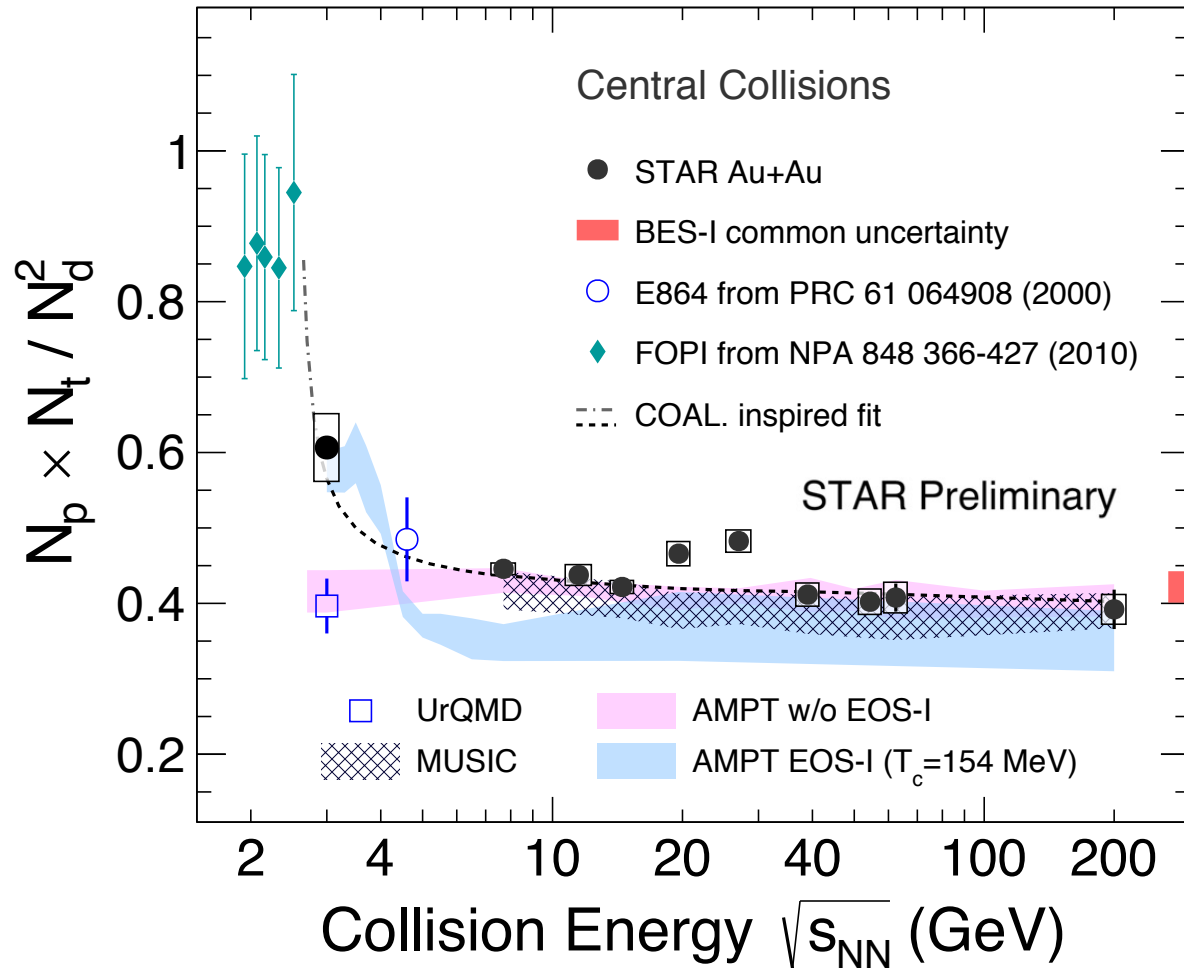 Central Collisions
STAR Au+Au
BES-I common uncertainty
E864 from PRC 61 064908 (2000)
FOPI from NPA 848 366-427 (2010)
COAL. inspired fit
STAR Preliminary
UrQMD
AMPT w/o EOS-I
MUSIC
AMPT EOS-I (T_c=154 MeV)
N_p × N_t / N_d^2
1
0.8
0.6
0.4
0.2
2 4 10 20 40 100 200
Collision Energy √s_NN (GeV)